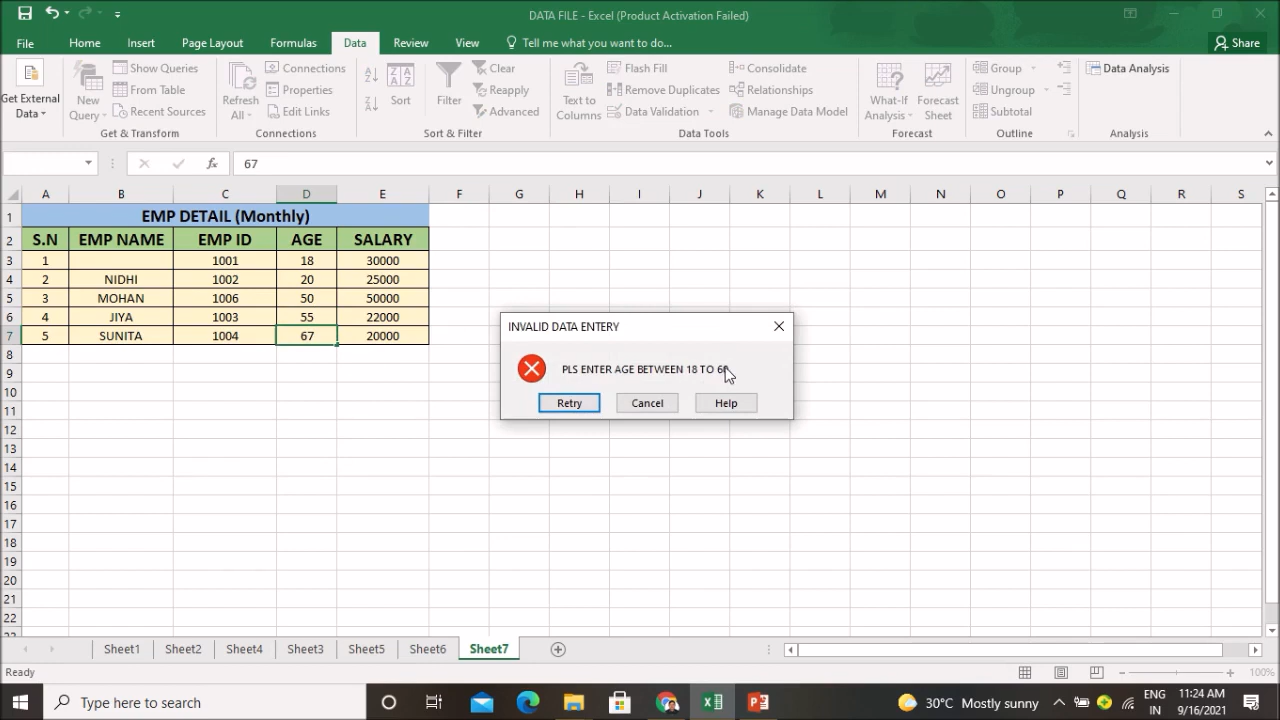 DATA FILE - Excel (Product Activation Failed)
File Home Insert Page Layout Formulas Data Review View Tell me what you want to do... Share
Get External Data
New Query
Show Queries
From Table
Recent Sources
Get & Transform
Refresh All
Connections
Properties
Edit Links
Connections
Sort
Filter
Clear
Reapply
Advanced
Sort & Filter
Text to Columns
Flash Fill
Remove Duplicates
Data Validation
Consolidate
Relationships
Manage Data Model
Data Tools
What-If Analysis
Forecast Sheet
Forecast
Group
Ungroup
Subtotal
Outline
Data Analysis
Analysis
fx 67
A B C D E F G H I J K L M N O P Q R S
1 EMP DETAIL (Monthly)
2 S.N EMP NAME EMP ID AGE SALARY
3 1 1001 18 30000
4 2 NIDHI 1002 20 25000
5 3 MOHAN 1006 50 50000
6 4 JIYA 1003 55 22000
7 5 SUNITA 1004 67 20000
8
9
10
11
12
13
14
15
16
17
18
19
20
21
22
INVALID DATA ENTERY
PLS ENTER AGE BETWEEN 18 TO
Retry Cancel Help
Sheet1 Sheet2 Sheet4 Sheet3 Sheet5 Sheet6 Sheet7
Ready
100%
Type here to search
30°C Mostly sunny
ENG
IN
11:24 AM
9/16/2021